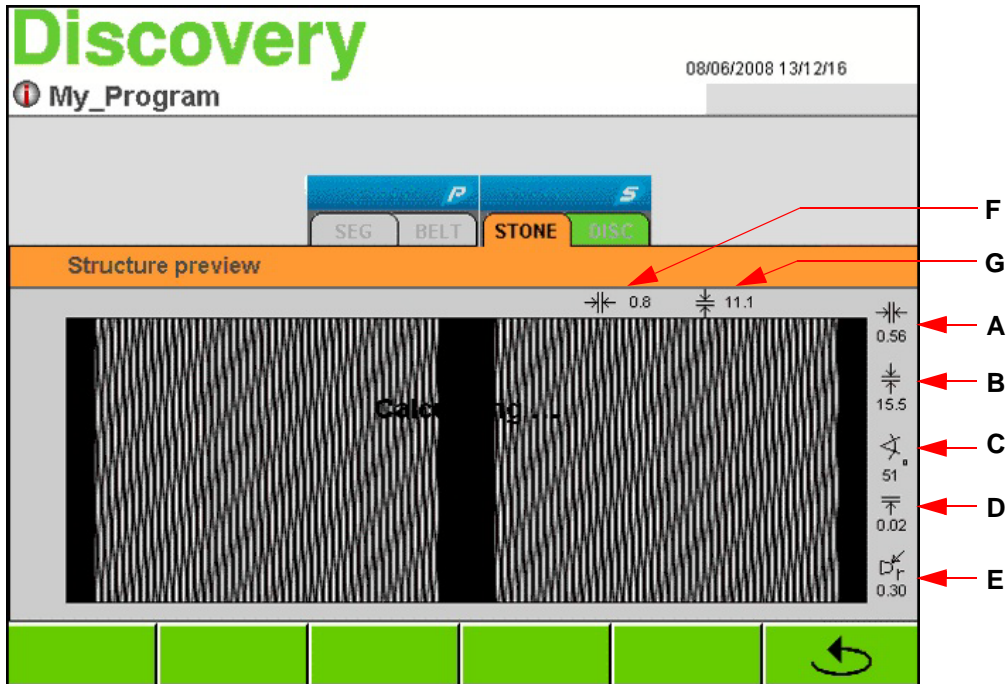 Discovery
08/06/2008 13/12/16
My_Program
P S
SEG BELT STONE DISC
Structure preview
0.8 11.1
0.56
15.5
51°
0.02
r
0.30
Calculating ...
F
G
A
B
C
D
E